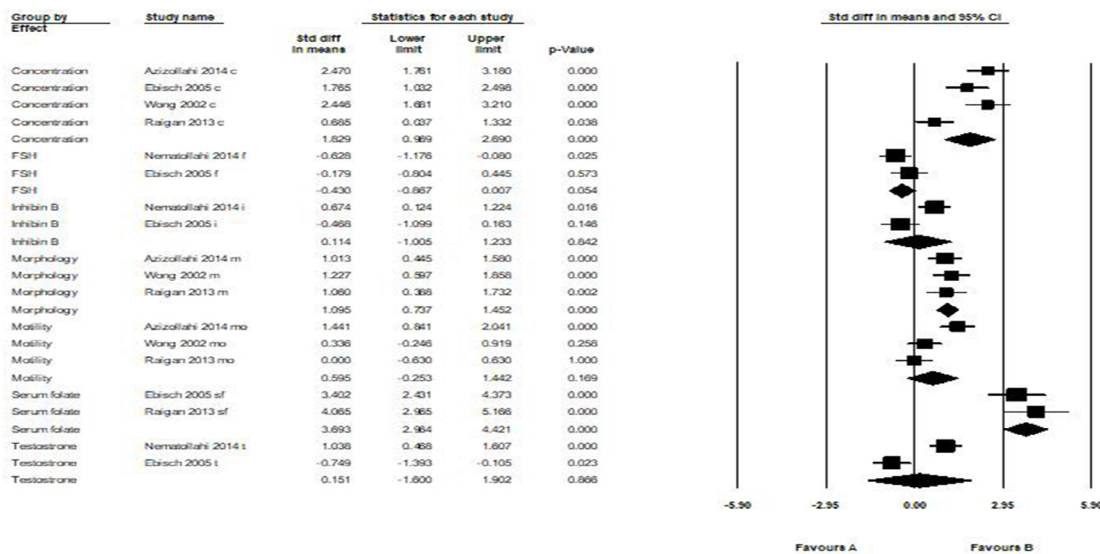 Group by Effect Study name Statistics for each study Std diff in means and 95% CI
Std diff in means Lower limit Upper limit p-Value
Concentration Azizollahi 2014 c 2.470 1.761 3.180 0.000
Concentration Ebisch 2005 c 1.765 1.032 2.498 0.000
Concentration Wong 2002 c 2.446 1.681 3.210 0.000
Concentration Raigan 2013 c 0.685 0.037 1.332 0.038
Concentration 1.829 0.969 2.690 0.000
FSH Nematollahi 2014 f -0.628 -1.176 -0.080 0.025
FSH Ebisch 2005 f -0.179 -0.804 0.445 0.573
FSH -0.430 -0.867 0.007 0.054
Inhibin B Nematollahi 2014 i 0.674 0.124 1.224 0.016
Inhibin B Ebisch 2005 i -0.468 -1.099 0.163 0.146
Inhibin B 0.114 -1.005 1.233 0.842
Morphology Azizollahi 2014 m 1.013 0.445 1.580 0.000
Morphology Wong 2002 m 1.227 0.597 1.858 0.000
Morphology Raigan 2013 m 1.060 0.388 1.732 0.002
Morphology 1.095 0.737 1.452 0.000
Motility Azizollahi 2014 mo 1.441 0.841 2.041 0.000
Motility Wong 2002 mo 0.336 -0.246 0.919 0.258
Motility Raigan 2013 mo 0.000 -0.630 0.630 1.000
Motility 0.595 -0.253 1.442 0.169
Serum folate Ebisch 2005 sf 3.402 2.431 4.373 0.000
Serum folate Raigan 2013 sf 4.065 2.965 5.166 0.000
Serum folate 3.693 2.964 4.421 0.000
Testostrone Nematollahi 2014 t 1.038 0.468 1.607 0.000
Testostrone Ebisch 2005 t -0.749 -1.393 -0.105 0.023
Testostrone 0.151 -1.600 1.902 0.866
-5.90 -2.95 0.00 2.95 5.90
Favours A Favours B